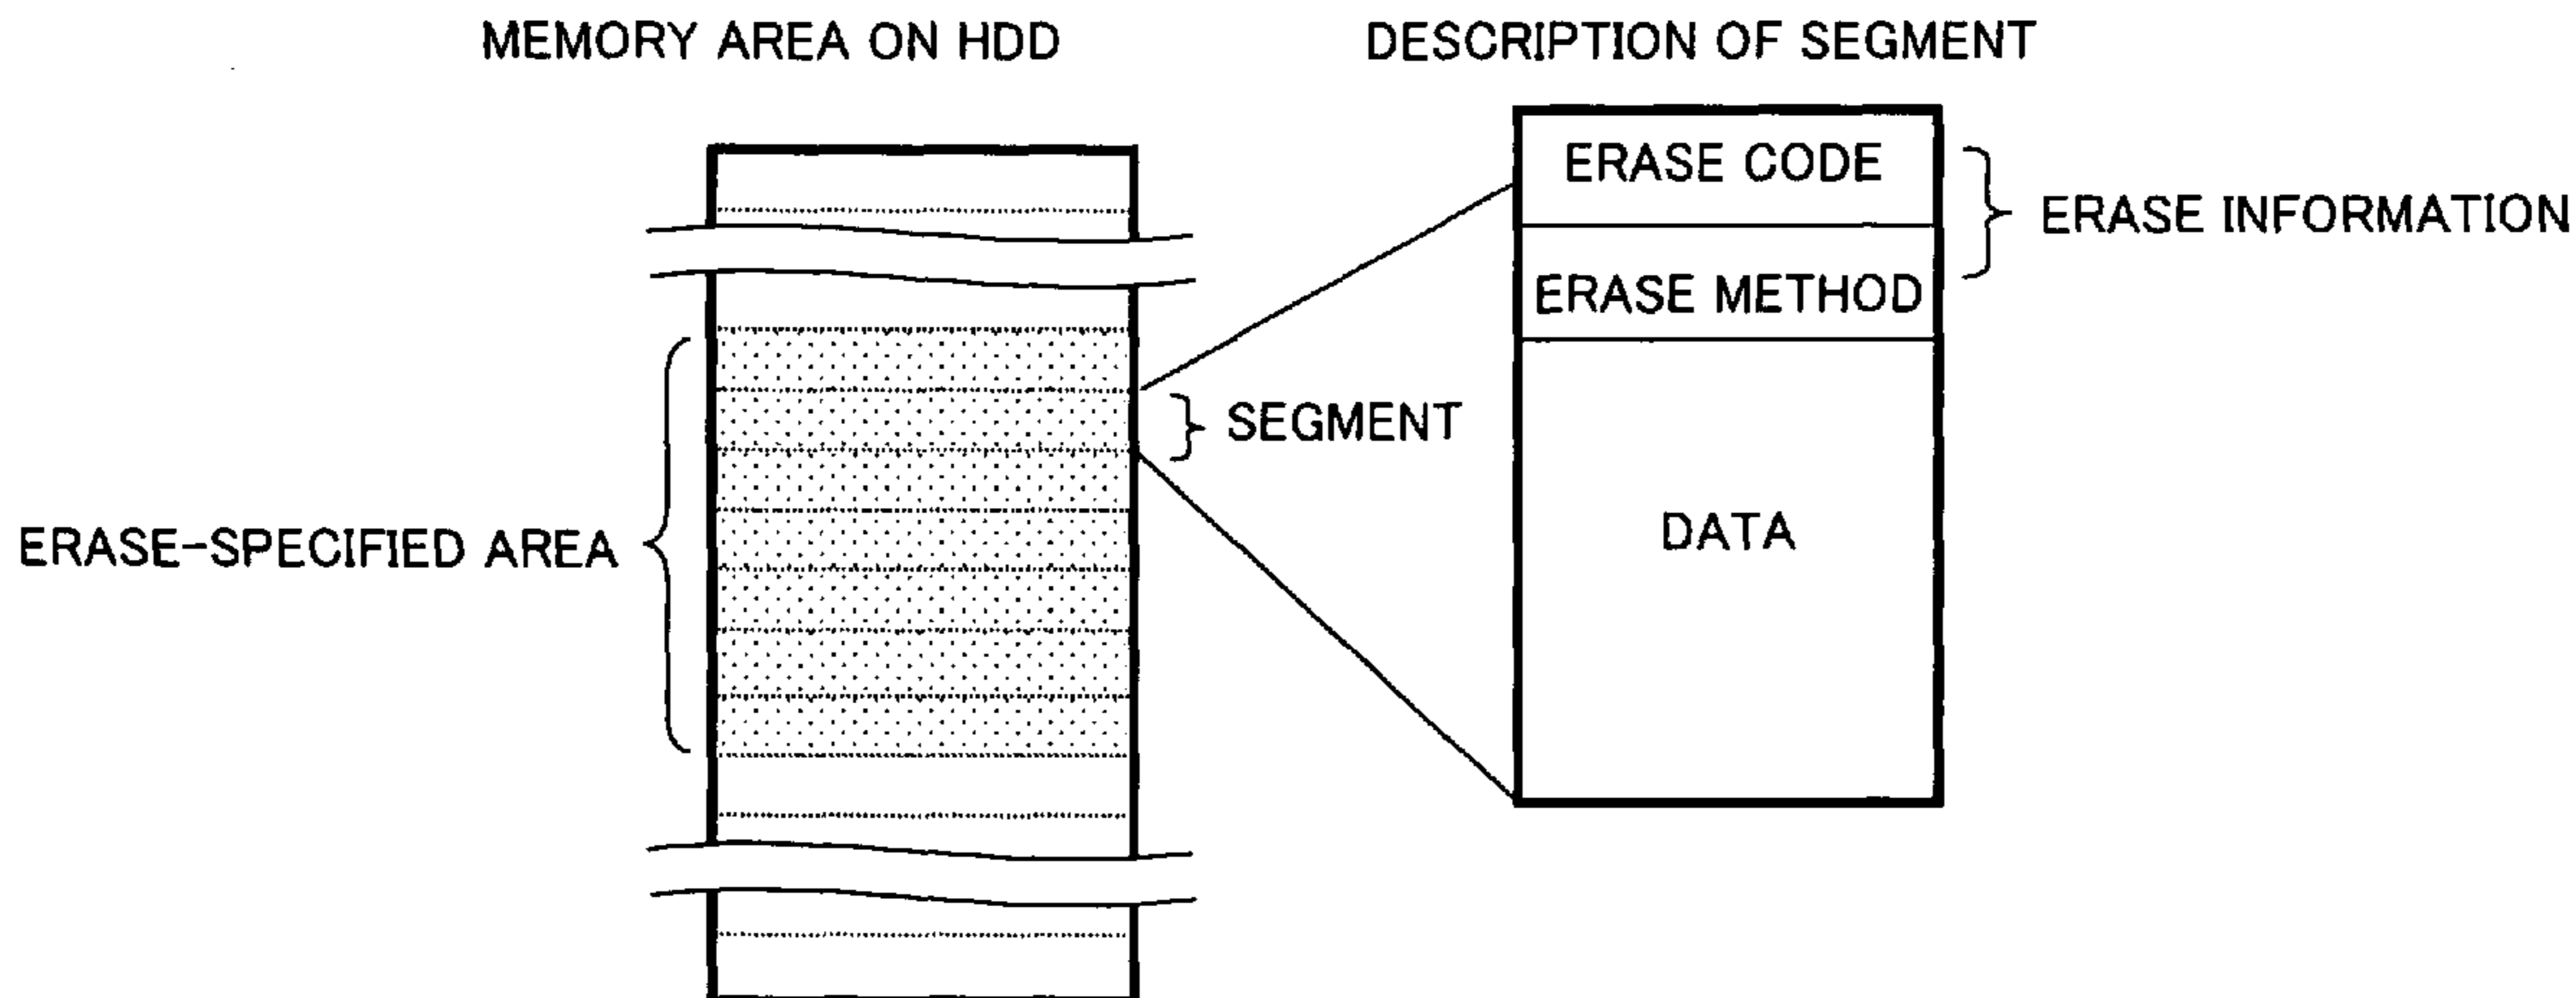 MEMORY AREA ON HDD
DESCRIPTION OF SEGMENT
ERASE CODE
ERASE INFORMATION
ERASE METHOD
SEGMENT
DATA
ERASE-SPECIFIED AREA